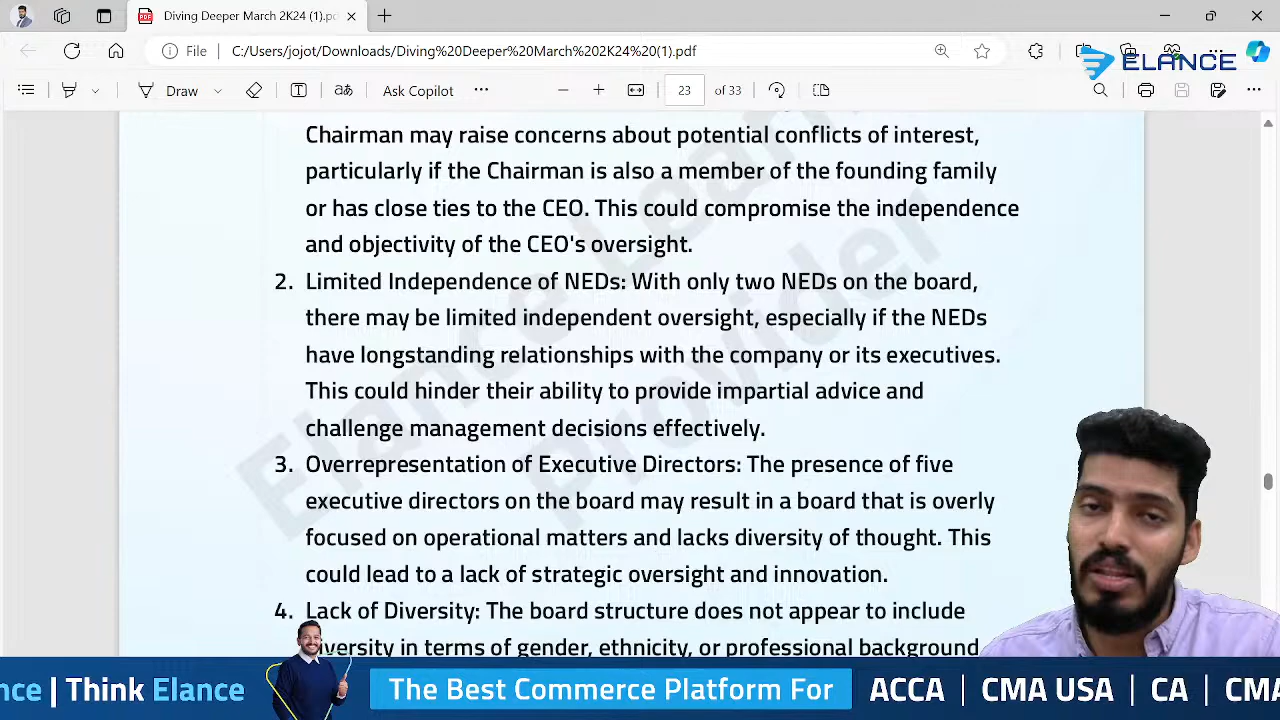 Diving Deeper March 2K24 (1).pd
File
C:/Users/jojot/Downloads/Diving%20Deeper%20March%202K24%20(1).pdf
ELANCE
Draw
aあ
Ask Copilot
23
of 33
Chairman may raise concerns about potential conflicts of interest,
particularly if the Chairman is also a member of the founding family
or has close ties to the CEO. This could compromise the independence
and objectivity of the CEO's oversight.
2. Limited Independence of NEDs: With only two NEDs on the board,
there may be limited independent oversight, especially if the NEDs
have longstanding relationships with the company or its executives.
This could hinder their ability to provide impartial advice and
challenge management decisions effectively.
3. Overrepresentation of Executive Directors: The presence of five
executive directors on the board may result in a board that is overly
focused on operational matters and lacks diversity of thought. This
could lead to a lack of strategic oversight and innovation.
4. Lack of Diversity: The board structure does not appear to include
diversity in terms of gender, ethnicity, or professional background
Elance Learn
Provider
nce | Think Elance
The Best Commerce Platform For
ACCA | CMA USA | CA | CMA